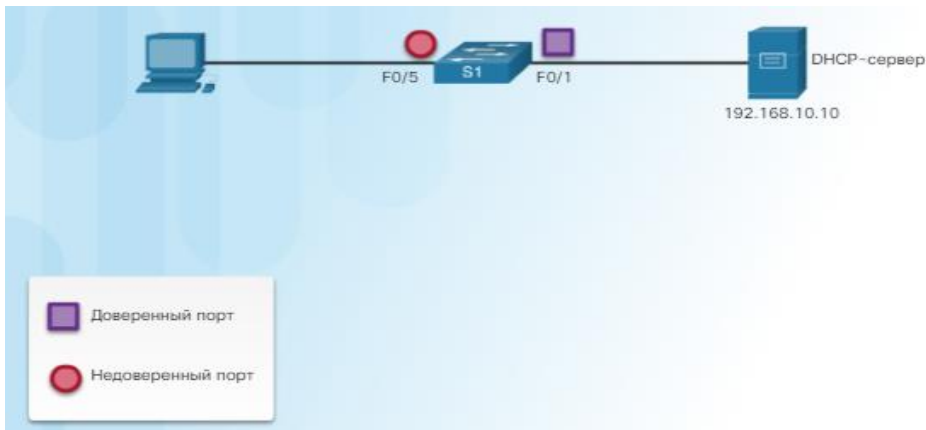 F0/5
S1
F0/1
DHCP-сервер
192.168.10.10
Доверенный порт
Недоверенный порт